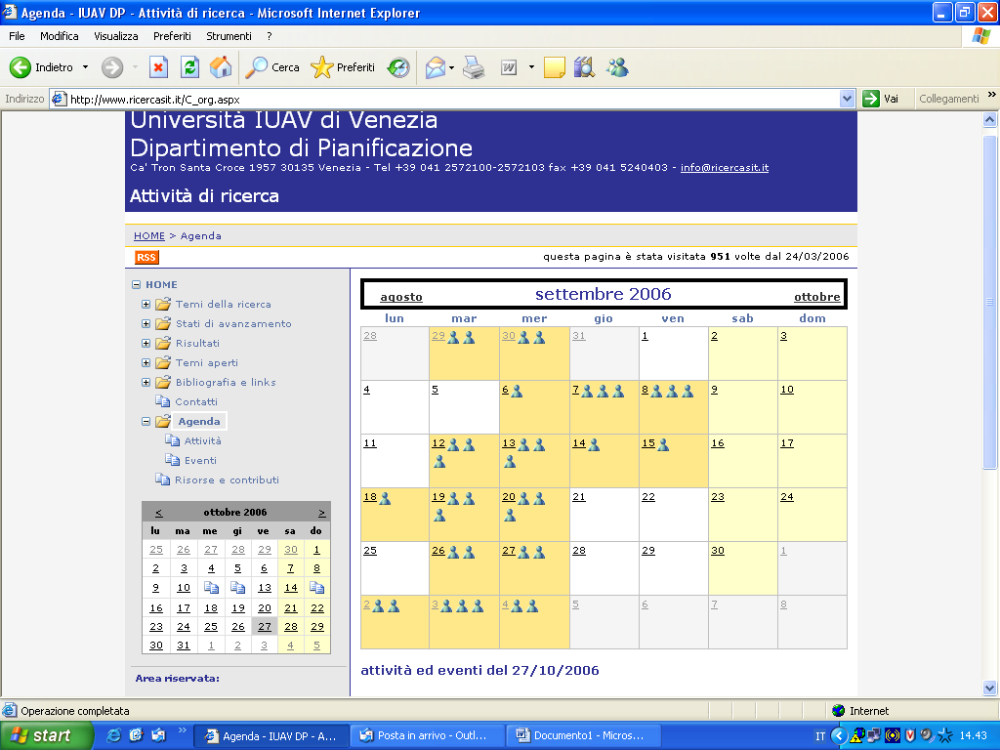 Agenda - IUAV DP - Attività di ricerca - Microsoft Internet Explorer
File Modifica Visualizza Preferiti Strumenti ?
Indietro Cerca Preferiti
Indirizzo http://www.ricercasit.it/C_org.aspx Vai Collegamenti »
Università IUAV di Venezia
Dipartimento di Pianificazione
Ca' Tron Santa Croce 1957 30135 Venezia - Tel +39 041 2572100-2572103 fax +39 041 5240403 - info@ricercasit.it
Attività di ricerca
HOME > Agenda
RSS questa pagina è stata visitata 951 volte dal 24/03/2006
HOME
Temi della ricerca
Stati di avanzamento
Risultati
Temi aperti
Bibliografia e links
Contatti
Agenda
Attività
Eventi
Risorse e contributi
< ottobre 2006 >
lu ma me gi ve sa do
25 26 27 28 29 30 1
2 3 4 5 6 7 8
9 10 13 14
16 17 18 19 20 21 22
23 24 25 26 27 28 29
30 31 1 2 3 4 5
Area riservata:
agosto settembre 2006 ottobre
lun mar mer gio ven sab dom
28 29 30 31 1 2 3
4 5 6 7 8 9 10
11 12 13 14 15 16 17
18 19 20 21 22 23 24
25 26 27 28 29 30 1
2 3 4 5 6 7 8
attività ed eventi del 27/10/2006
Operazione completata Internet
start » Agenda - IUAV DP - A... Posta in arrivo - Outl... W Documento1 - Micros... IT 14.43